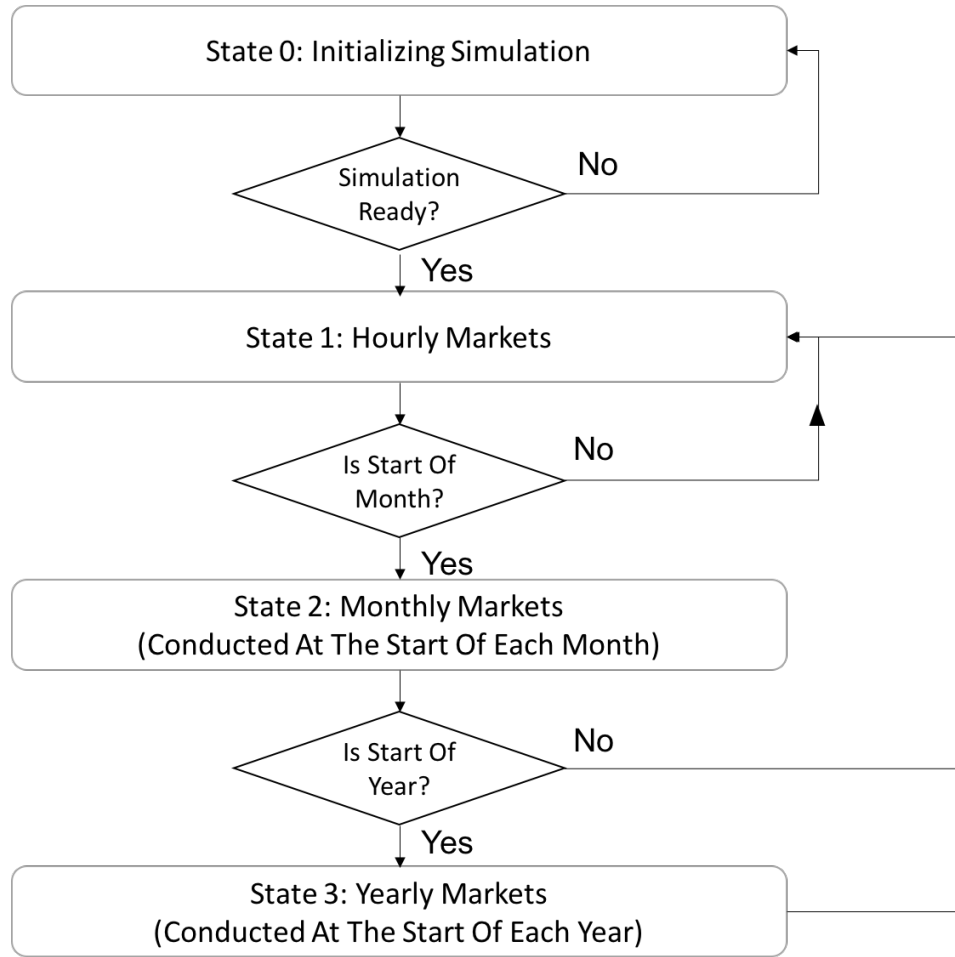 State 0: Initializing Simulation
No
Simulation
Ready?
Yes
State 1: Hourly Markets
No
Is Start Of
Month?
Yes
State 2: Monthly Markets
(Conducted At The Start Of Each Month)
No
Is Start Of
Year?
Yes
State 3: Yearly Markets
(Conducted At The Start Of Each Year)